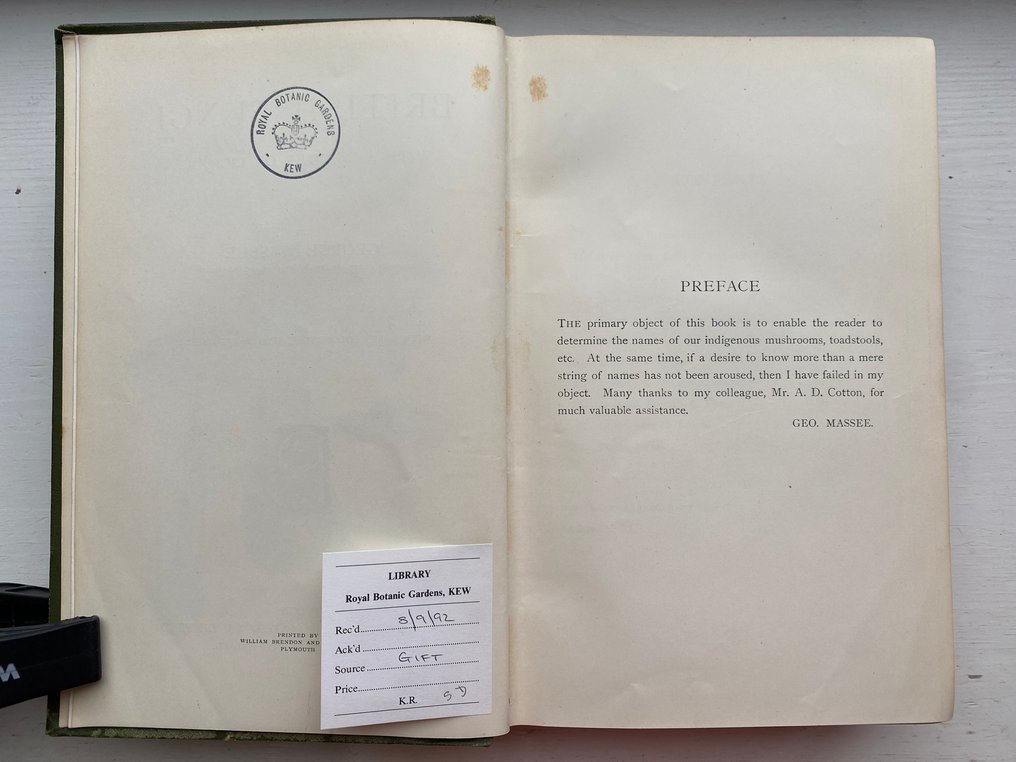 ROYAL BOTANIC GARDENS
KEW
PRINTED BY
WILLIAM BRENDON AND
PLYMOUTH
LIBRARY
Royal Botanic Gardens, KEW
Rec'd 8/9/92
Ack'd
Source GIFT
Price
K.R. SD
PREFACE
THE primary object of this book is to enable the reader to
determine the names of our indigenous mushrooms, toadstools,
etc. At the same time, if a desire to know more than a mere
string of names has not been aroused, then I have failed in my
object. Many thanks to my colleague, Mr. A. D. Cotton, for
much valuable assistance.
GEO. MASSEE.